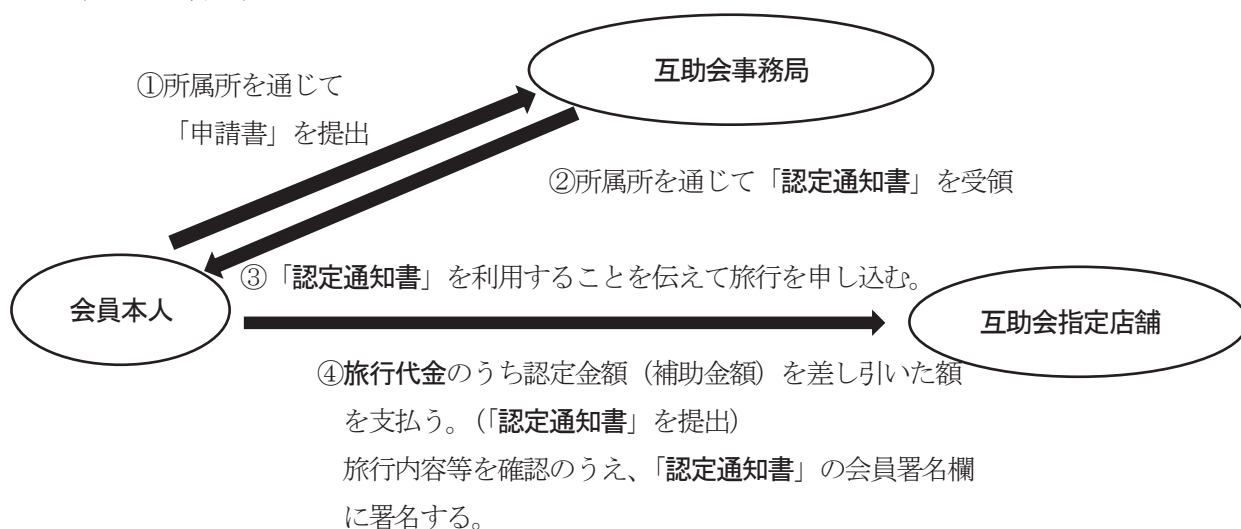 互助会事務局
①所属所を通じて
「申請書」を提出
②所属所を通じて「認定通知書」を受領
③「認定通知書」を利用することを伝えて旅行を申し込む。
会員本人
互助会指定店舗
④旅行代金のうち認定金額（補助金額）を差し引いた額
を支払う。（「認定通知書」を提出）
旅行内容等を確認のうえ、「認定通知書」の会員署名欄
に署名する。